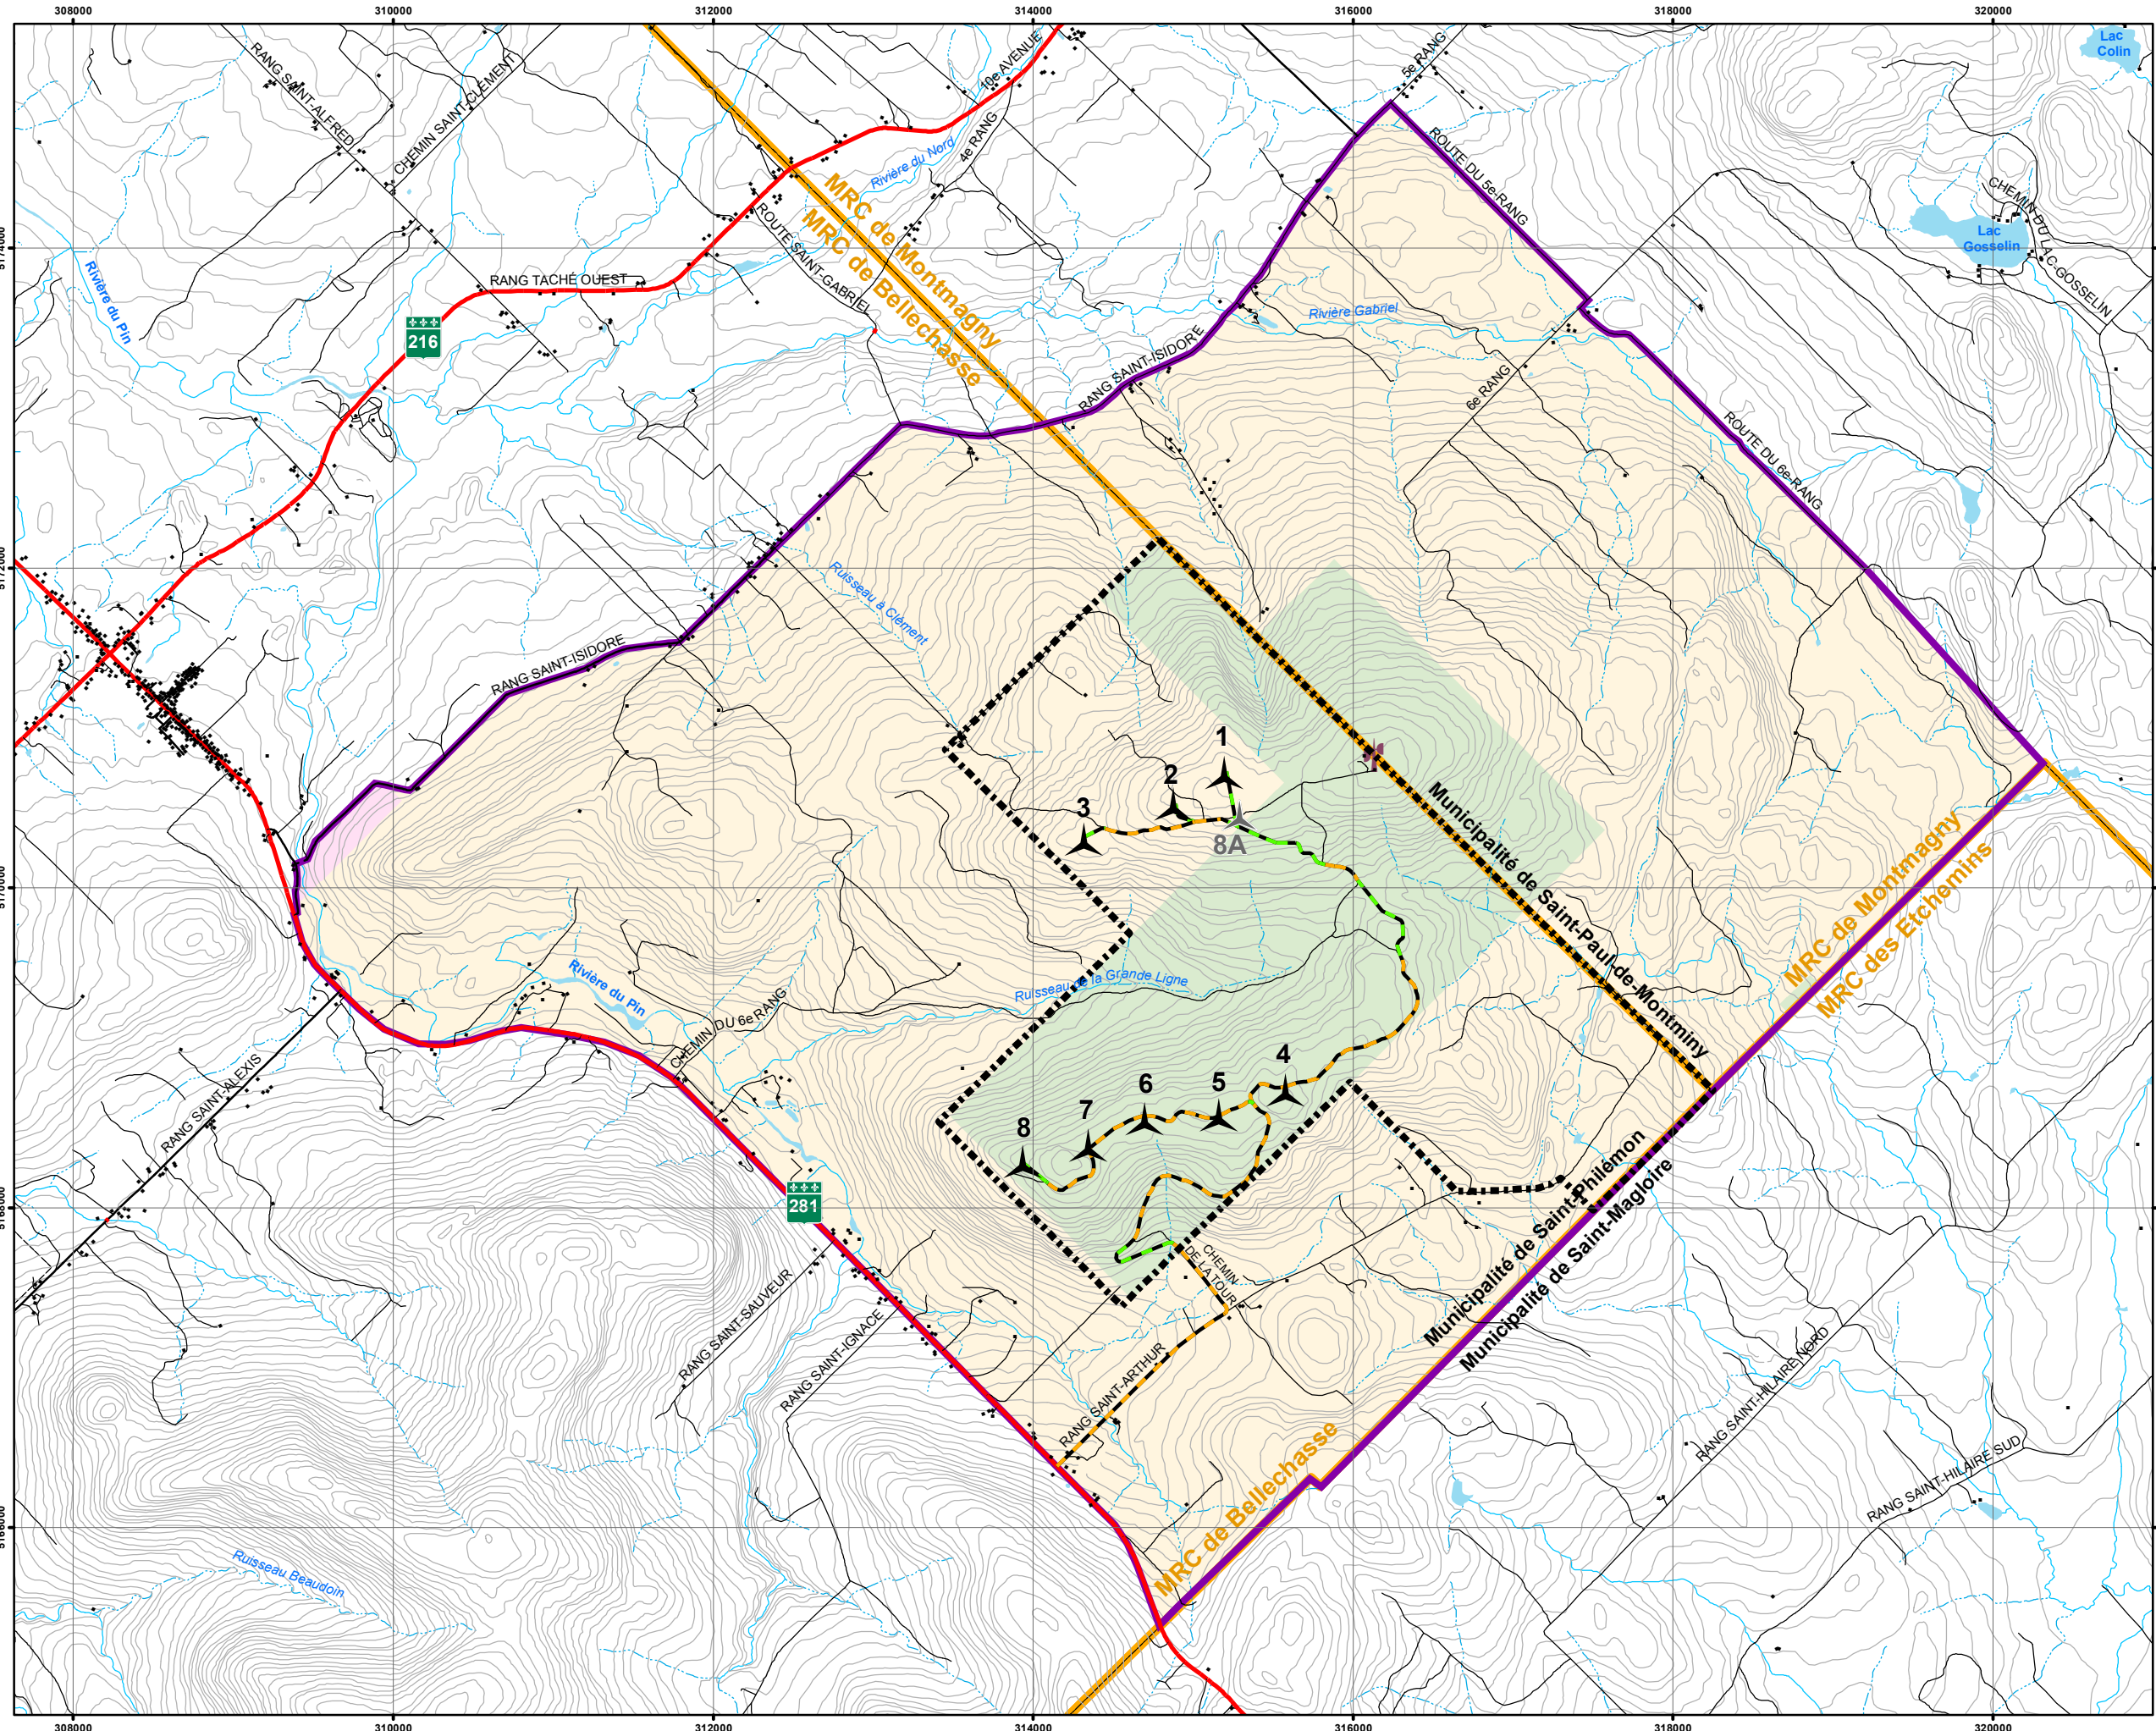 308000
310000
312000
314000
316000
318000
320000
Lac
Colin
RANG SAINT-ALFRED
CHEMIN SAINT-CLÉMENT
10e AVENUE
5e RANG
4e RANG
Rivière du Nord
ROUTE DU 5e-RANG
CHEMIN DU LAC-GOSSELIN
Lac
Gosselin
MRC de Montmagny
MRC de Bellechasse
ROUTE SAINT-GABRIEL
5174000
Rivière du Pin
RANG TACHÉ OUEST
216
Rivière Gabriel
RANG SAINT-ISIDORE
6e RANG
ROUTE DU 6e-RANG
5172000
Ruisseau à Clément
RANG SAINT-ISIDORE
1
2
3
8A
Municipalité de Saint-Paul-de-Montminy
5170000
MRC de Montmagny
MRC des Etchemins
Rivière du Pin
Ruisseau de la Grande Ligne
CHEMIN DU 6e RANG
RANG SAINT-ALEXIS
4
5
6
7
8
281
5168000
Municipalité de Saint-Philémon
Municipalité de Saint-Magloire
CHEMIN
DE LA TOUR
RANG SAINT-SAUVEUR
RANG SAINT-IGNACE
RANG SAINT-ARTHUR
RANG SAINT-HILAIRE NORD
RANG SAINT-HILAIRE SUD
MRC de Bellechasse
5166000
Ruisseau Beaudoin
308000
310000
312000
314000
316000
318000
320000